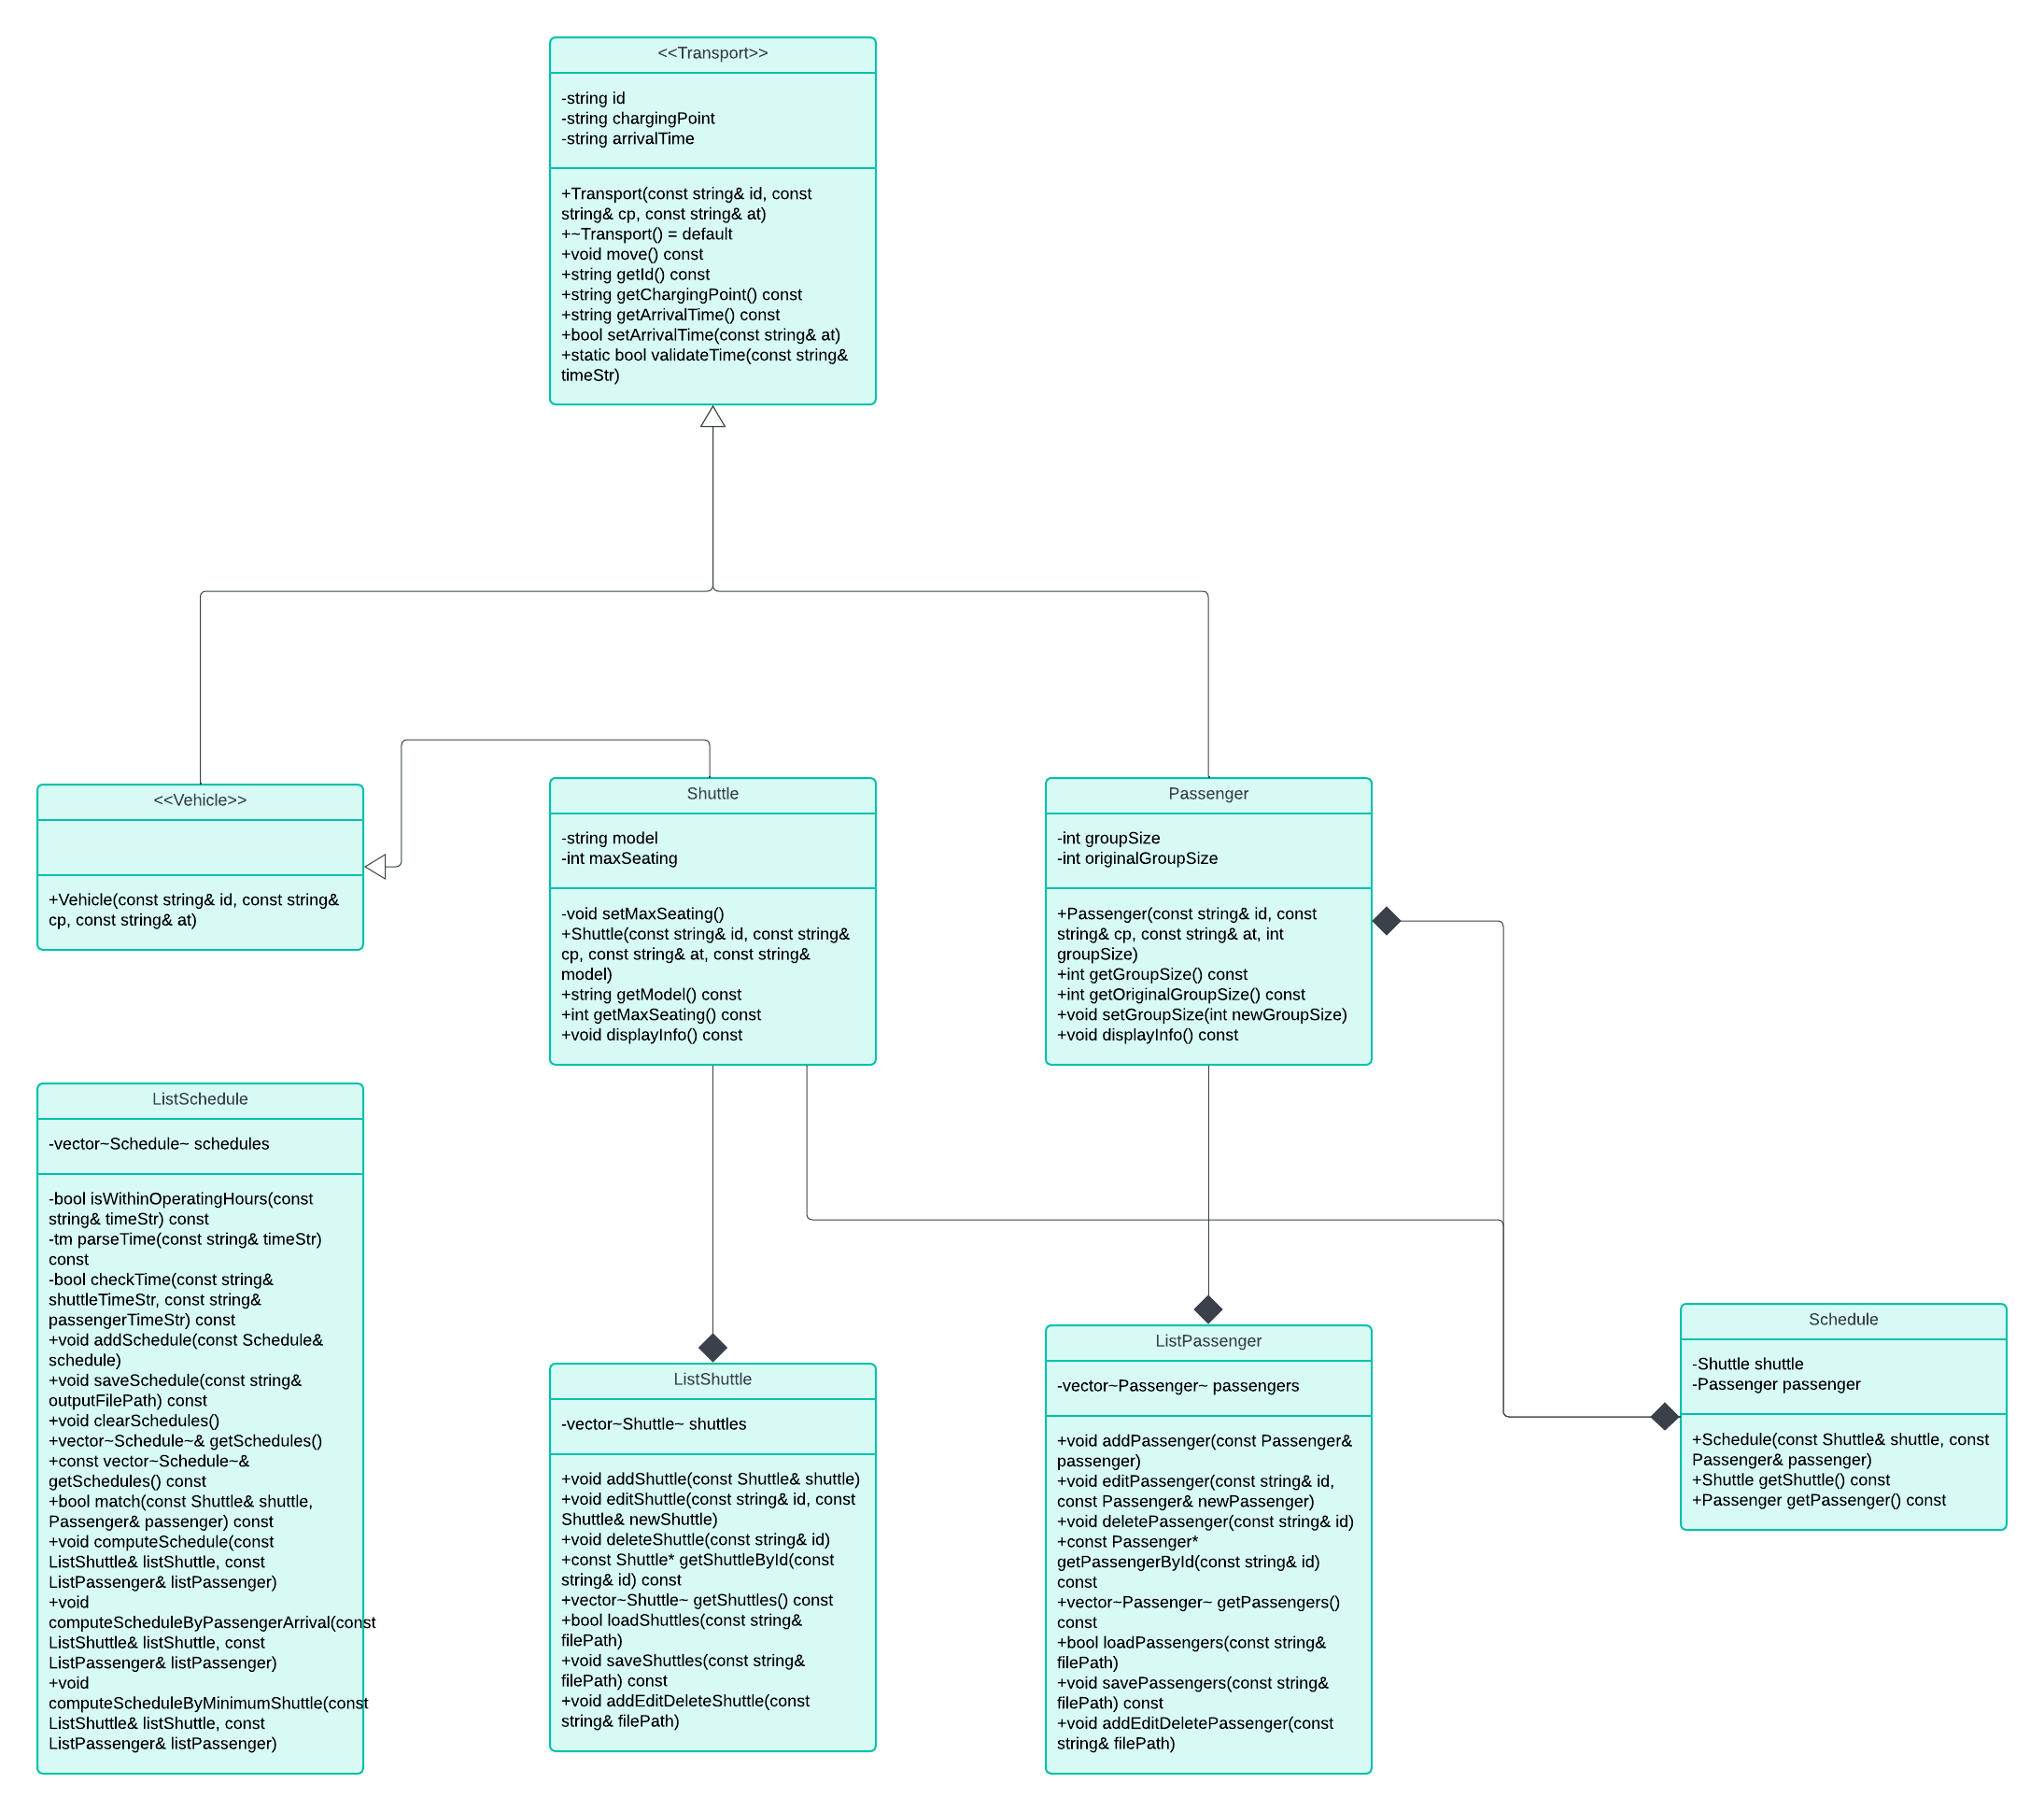 <<Transport>>
-string id
-string chargingPoint
-string arrivalTime
+Transport(const string& id, const
string& cp, const string& at)
+~Transport() = default
+void move() const
+string getId() const
+string getChargingPoint() const
+string getArrivalTime() const
+bool setArrivalTime(const string& at)
+static bool validateTime(const string&
timeStr)
<<Vehicle>>
+Vehicle(const string& id, const string&
cp, const string& at)
Shuttle
-string model
-int maxSeating
-void setMaxSeating()
+Shuttle(const string& id, const string&
cp, const string& at, const string&
model)
+string getModel() const
+int getMaxSeating() const
+void displayInfo() const
Passenger
-int groupSize
-int originalGroupSize
+Passenger(const string& id, const
string& cp, const string& at, int
groupSize)
+int getGroupSize() const
+int getOriginalGroupSize() const
+void setGroupSize(int newGroupSize)
+void displayInfo() const
ListSchedule
-vector~Schedule~ schedules
-bool isWithinOperatingHours(const
string& timeStr) const
-tm parseTime(const string& timeStr)
const
-bool checkTime(const string&
shuttleTimeStr, const string&
passengerTimeStr) const
+void addSchedule(const Schedule&
schedule)
+void saveSchedule(const string&
outputFilePath) const
+void clearSchedules()
+vector~Schedule~& getSchedules()
+const vector~Schedule~&
getSchedules() const
+bool match(const Shuttle& shuttle,
Passenger& passenger) const
+void computeSchedule(const
ListShuttle& listShuttle, const
ListPassenger& listPassenger)
+void
computeScheduleByPassengerArrival(const
ListShuttle& listShuttle, const
ListPassenger& listPassenger)
+void
computeScheduleByMinimumShuttle(const
ListShuttle& listShuttle, const
ListPassenger& listPassenger)
ListShuttle
-vector~Shuttle~ shuttles
+void addShuttle(const Shuttle& shuttle)
+void editShuttle(const string& id, const
Shuttle& newShuttle)
+void deleteShuttle(const string& id)
+const Shuttle* getShuttleById(const
string& id) const
+vector~Shuttle~ getShuttles() const
+bool loadShuttles(const string&
filePath)
+void saveShuttles(const string&
filePath) const
+void addEditDeleteShuttle(const
string& filePath)
ListPassenger
-vector~Passenger~ passengers
+void addPassenger(const Passenger&
passenger)
+void editPassenger(const string& id,
const Passenger& newPassenger)
+void deletePassenger(const string& id)
+const Passenger*
getPassengerById(const string& id)
const
+vector~Passenger~ getPassengers()
const
+bool loadPassengers(const string&
filePath)
+void savePassengers(const string&
filePath) const
+void addEditDeletePassenger(const
string& filePath)
Schedule
-Shuttle shuttle
-Passenger passenger
+Schedule(const Shuttle& shuttle, const
Passenger& passenger)
+Shuttle getShuttle() const
+Passenger getPassenger() const